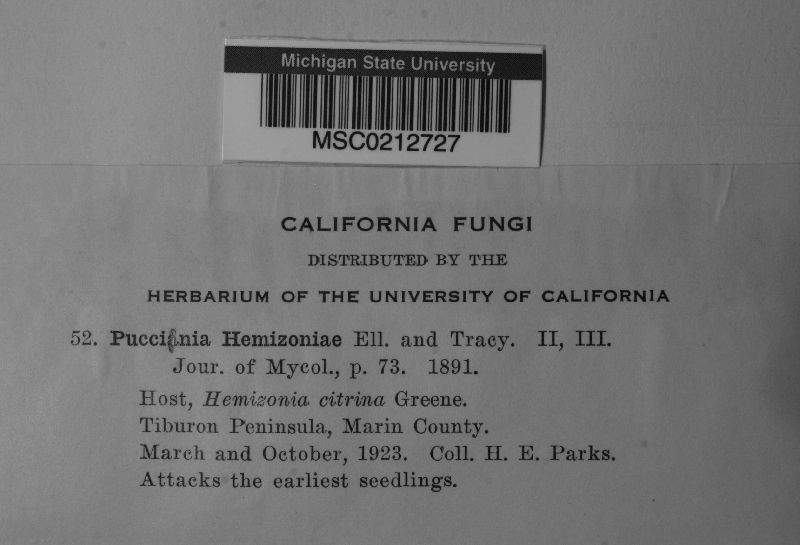 Michigan State University
MSC0212727
CALIFORNIA FUNGI
DISTRIBUTED BY THE
HERBARIUM OF THE UNIVERSITY OF CALIFORNIA
52. Puccinia Hemizoniae Ell. and Tracy. II, III.
Jour. of Mycol., p. 73. 1891.
Host, Hemizonia citrina Greene.
Tiburon Peninsula, Marin County.
March and October, 1923. Coll. H. E. Parks.
Attacks the earliest seedlings.